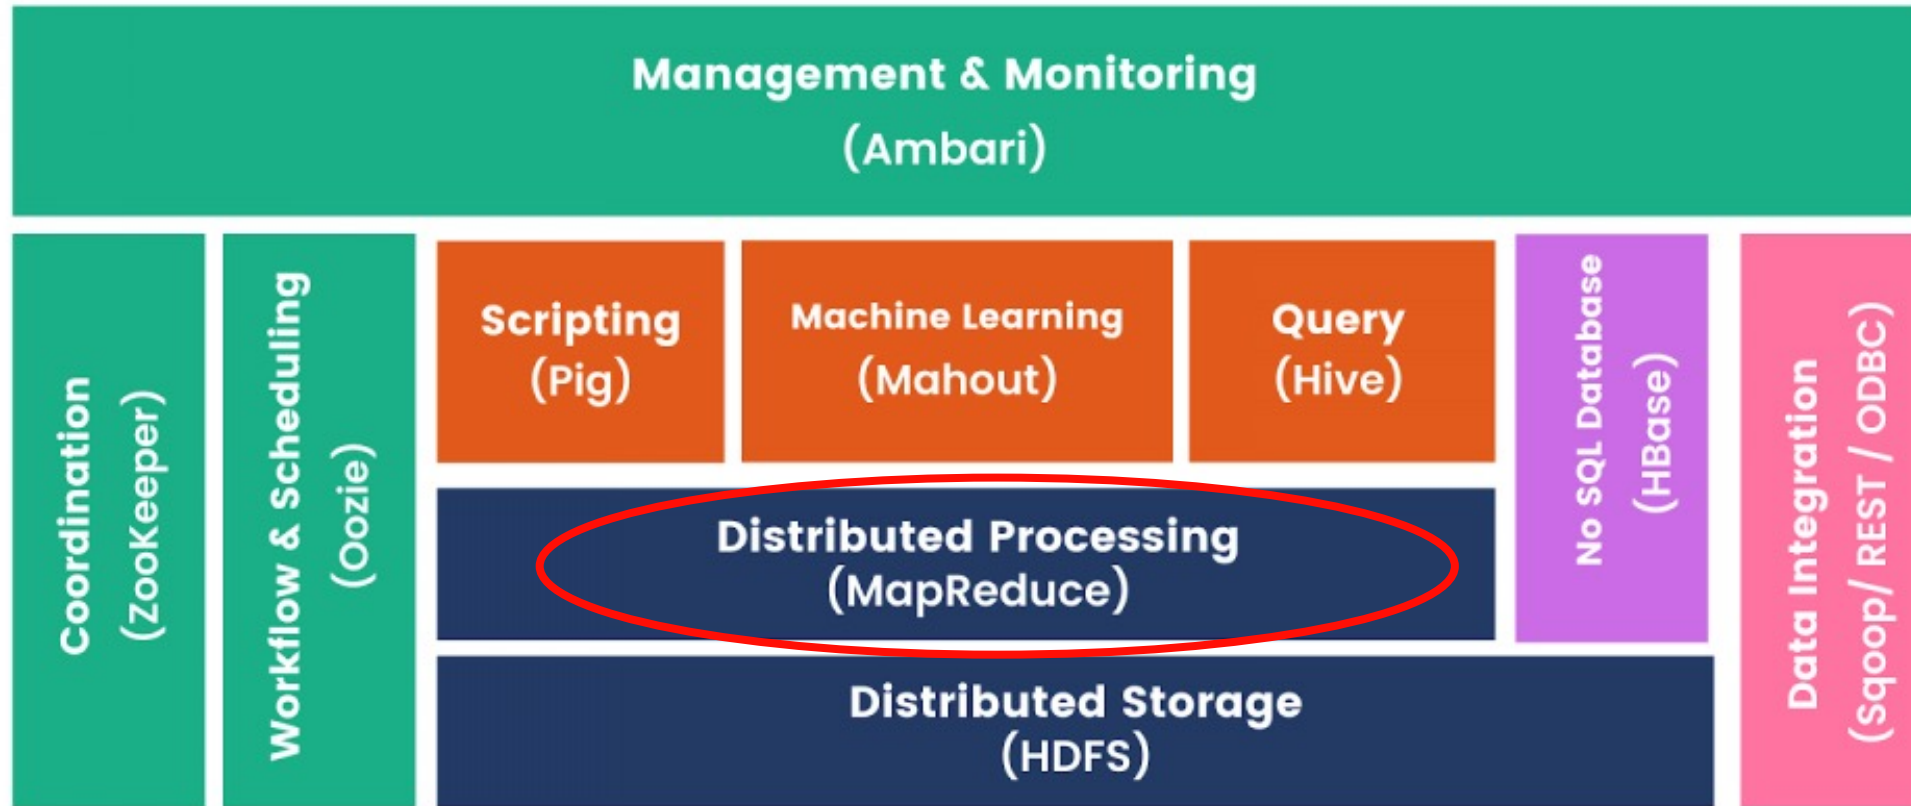 Management & Monitoring
(Ambari)
Coordination
(ZooKeeper)
Workflow & Scheduling
(Oozie)
Scripting
(Pig)
Machine Learning
(Mahout)
Query
(Hive)
No SQL Database
(HBase)
Data Integration
(Sqoop/ REST / ODBC)
Distributed Processing
(MapReduce)
Distributed Storage
(HDFS)